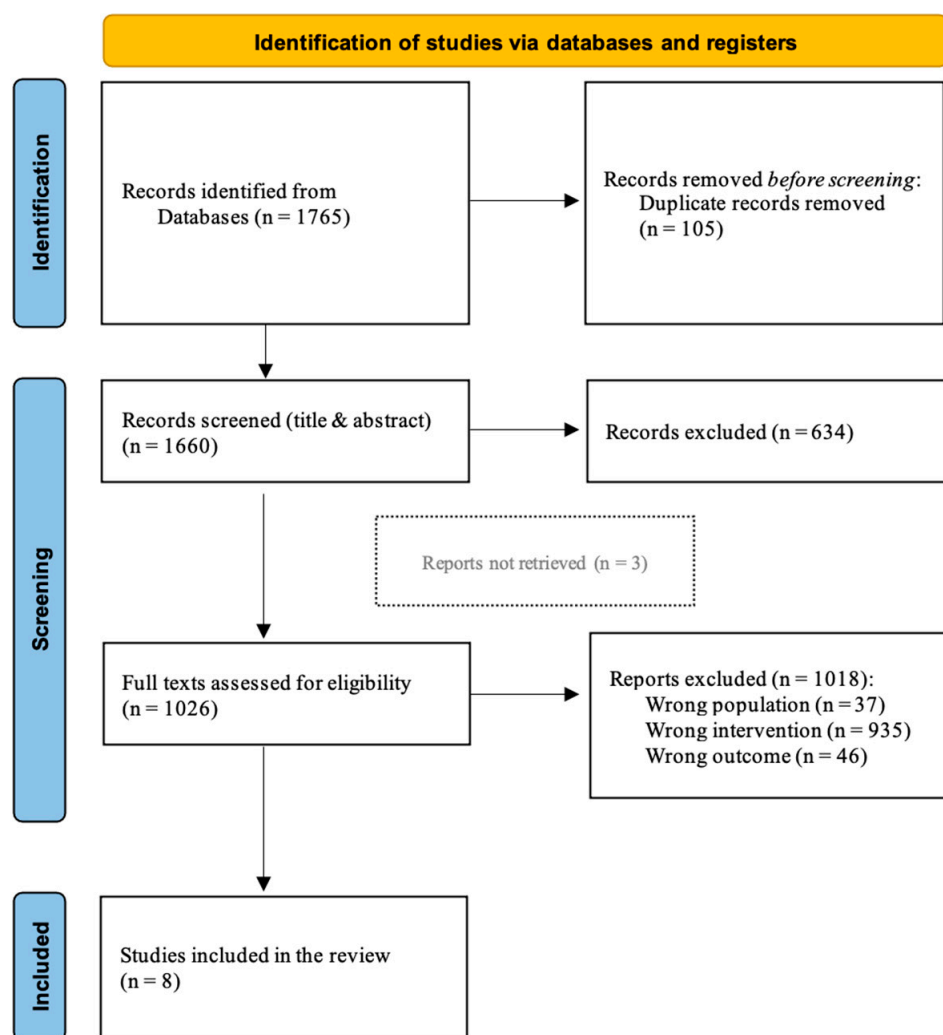 Identification of studies via databases and registers
Identification
Records identified from
Databases (n = 1765)
Records removed before screening:
Duplicate records removed
(n = 105)
Screening
Records screened (title & abstract)
(n = 1660)
Records excluded (n = 634)
Reports not retrieved (n = 3)
Full texts assessed for eligibility
(n = 1026)
Reports excluded (n = 1018):
Wrong population (n = 37)
Wrong intervention (n = 935)
Wrong outcome (n = 46)
Included
Studies included in the review
(n = 8)